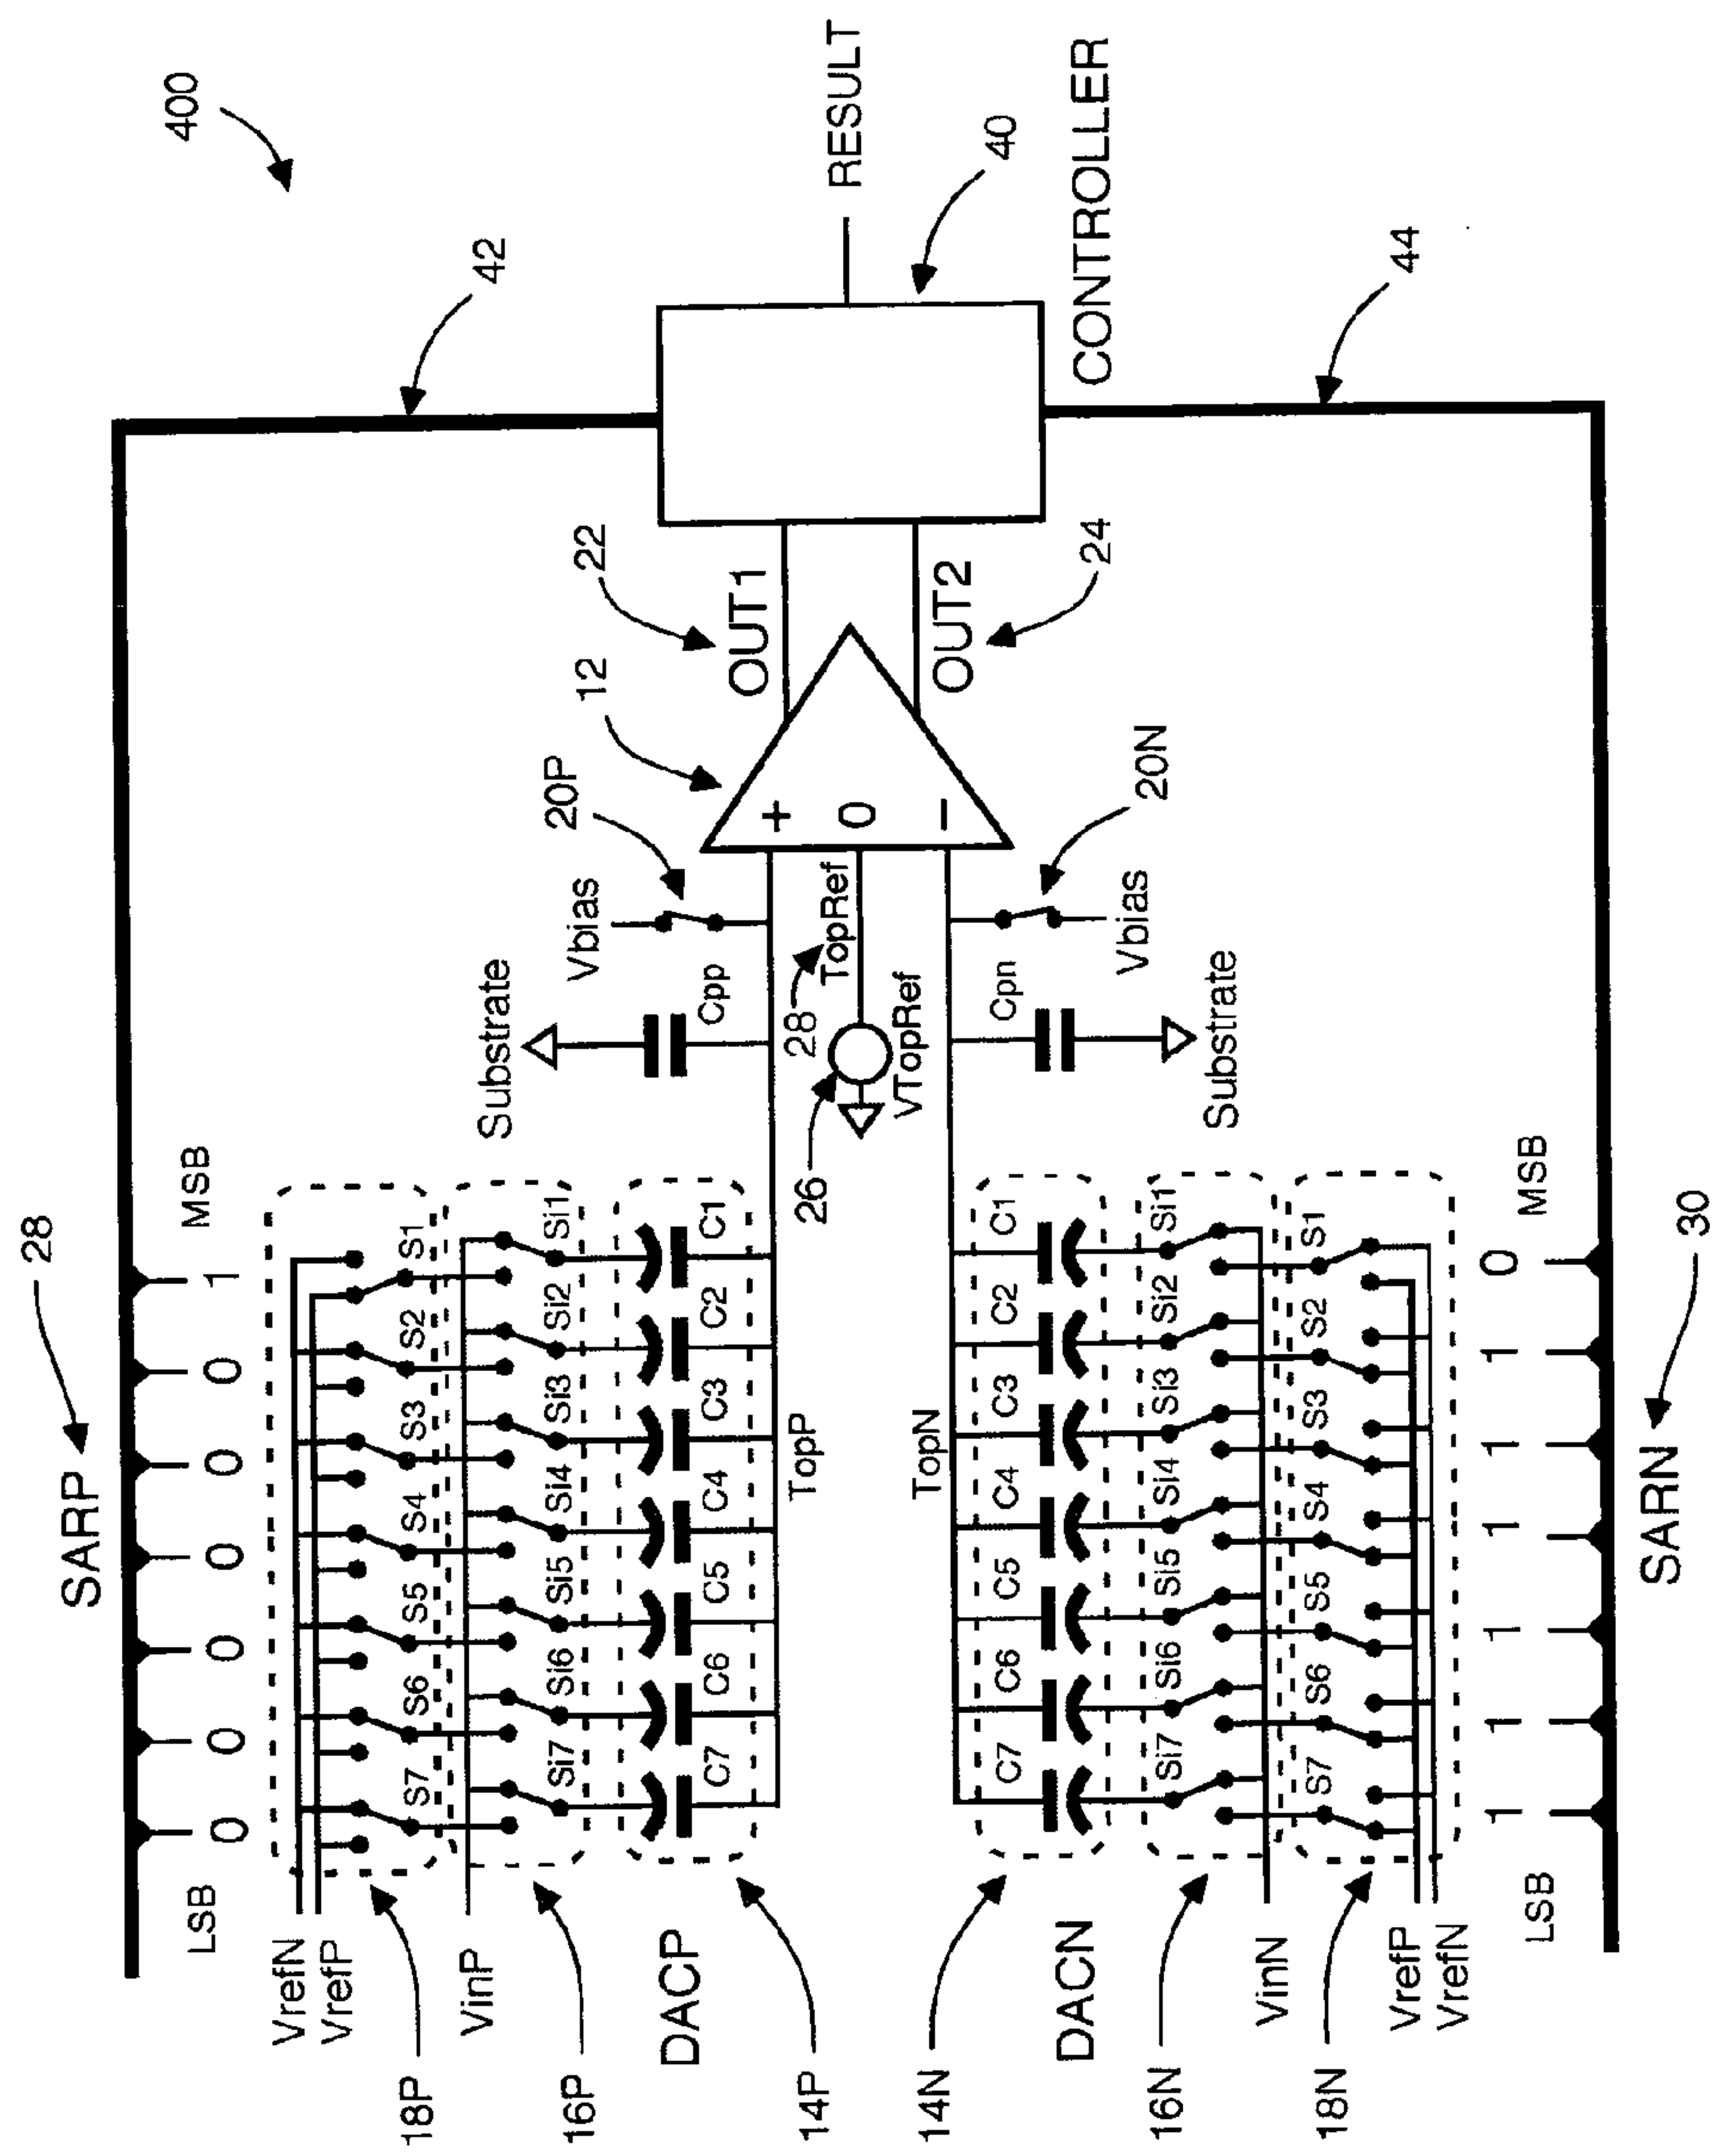 400
28
SARP
42
MSB
1
0
0
0
0
0
0
LSB
VrefN
VrefP
18P
S1
S2
S3
S4
S5
S6
S7
VinP
16P
Si1
Si2
Si3
Si4
Si5
Si6
Si7
DACP
14P
C1
C2
C3
C4
C5
C6
C7
TopP
Substrate
Cpp
Vbias
20P
12
22
OUT1
28
TopRef
26
VTopRef
+
0
−
RESULT
40
CONTROLLER
OUT2
24
20N
Vbias
Cpn
Substrate
TopN
14N
C1
C2
C3
C4
C5
C6
C7
DACN
16N
Si1
Si2
Si3
Si4
Si5
Si6
Si7
VinN
18N
S1
S2
S3
S4
S5
S6
S7
VrefP
VrefN
MSB
0
1
1
1
1
1
1
LSB
SARN
30
44